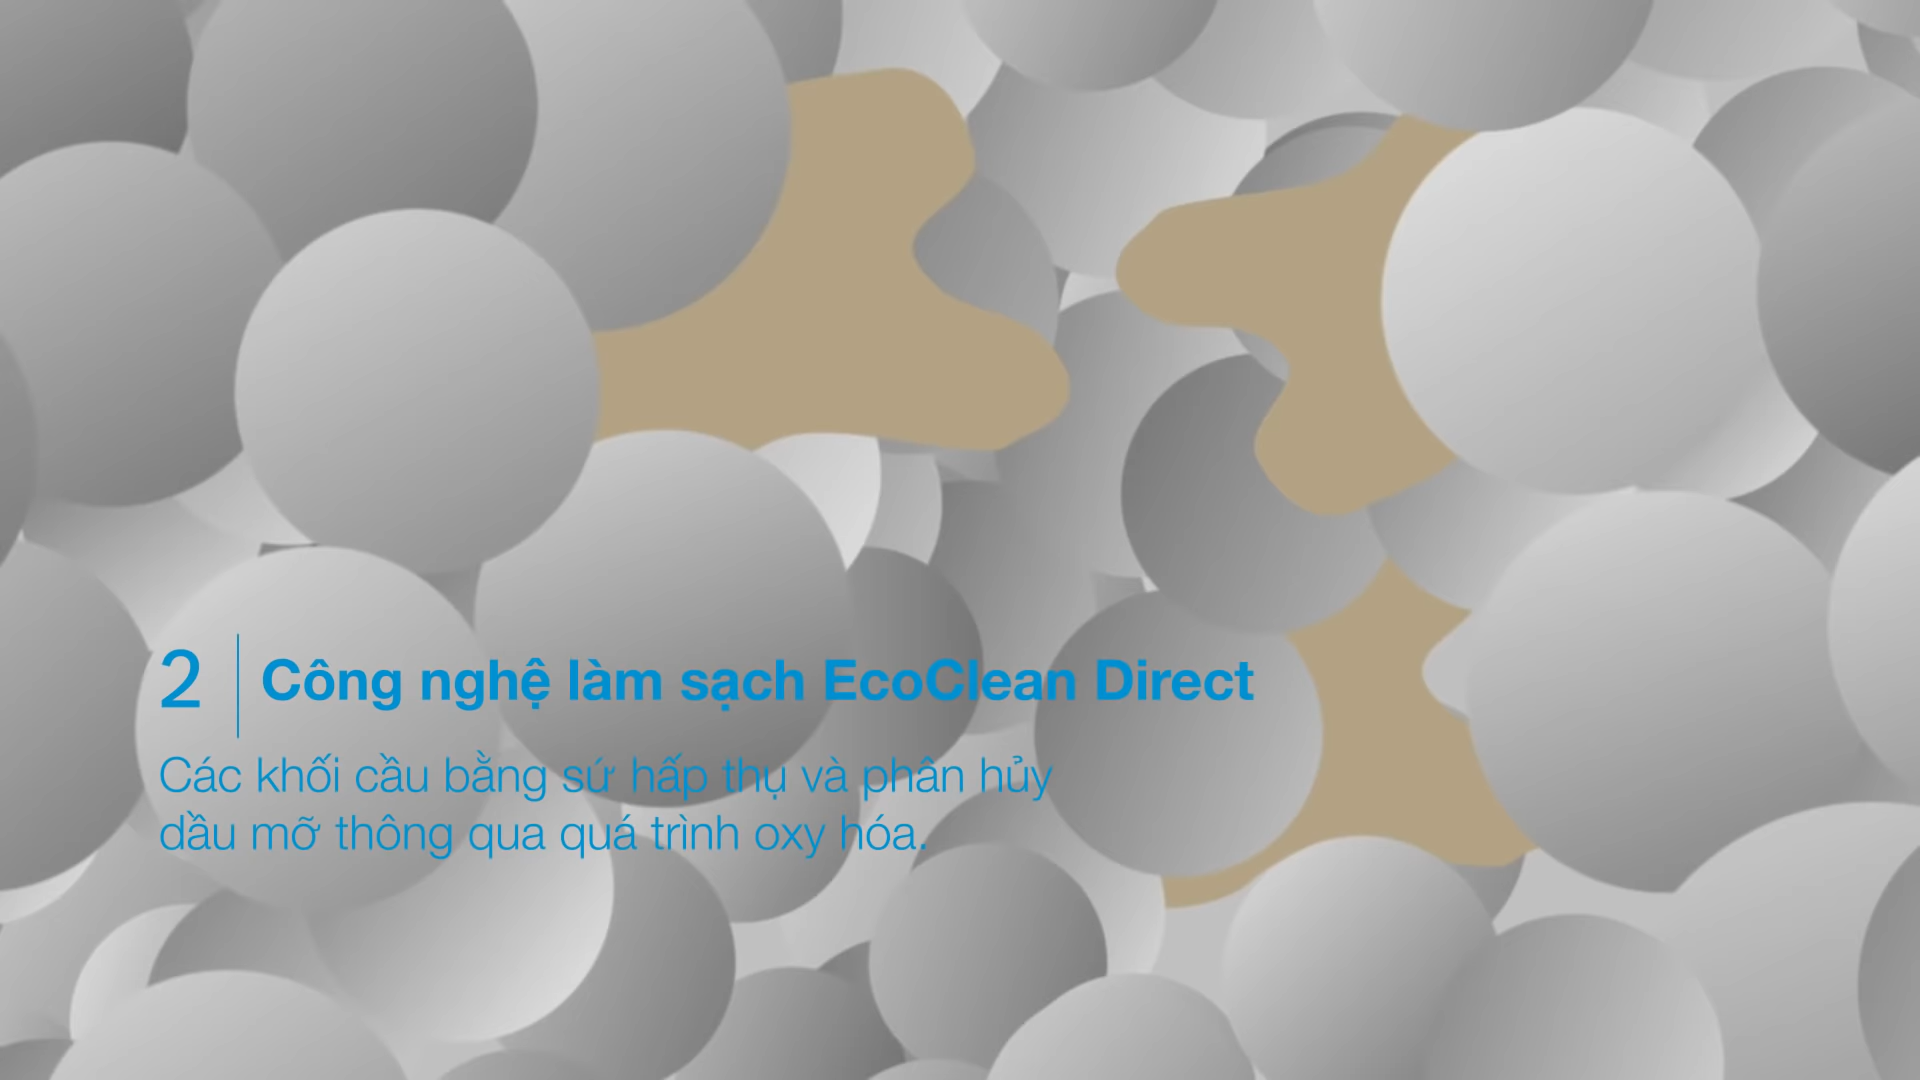 2 Công nghệ làm sạch EcoClean Direct
Các khối cầu bằng sứ hấp thụ và phân hủy
dầu mỡ thông qua quá trình oxy hóa.